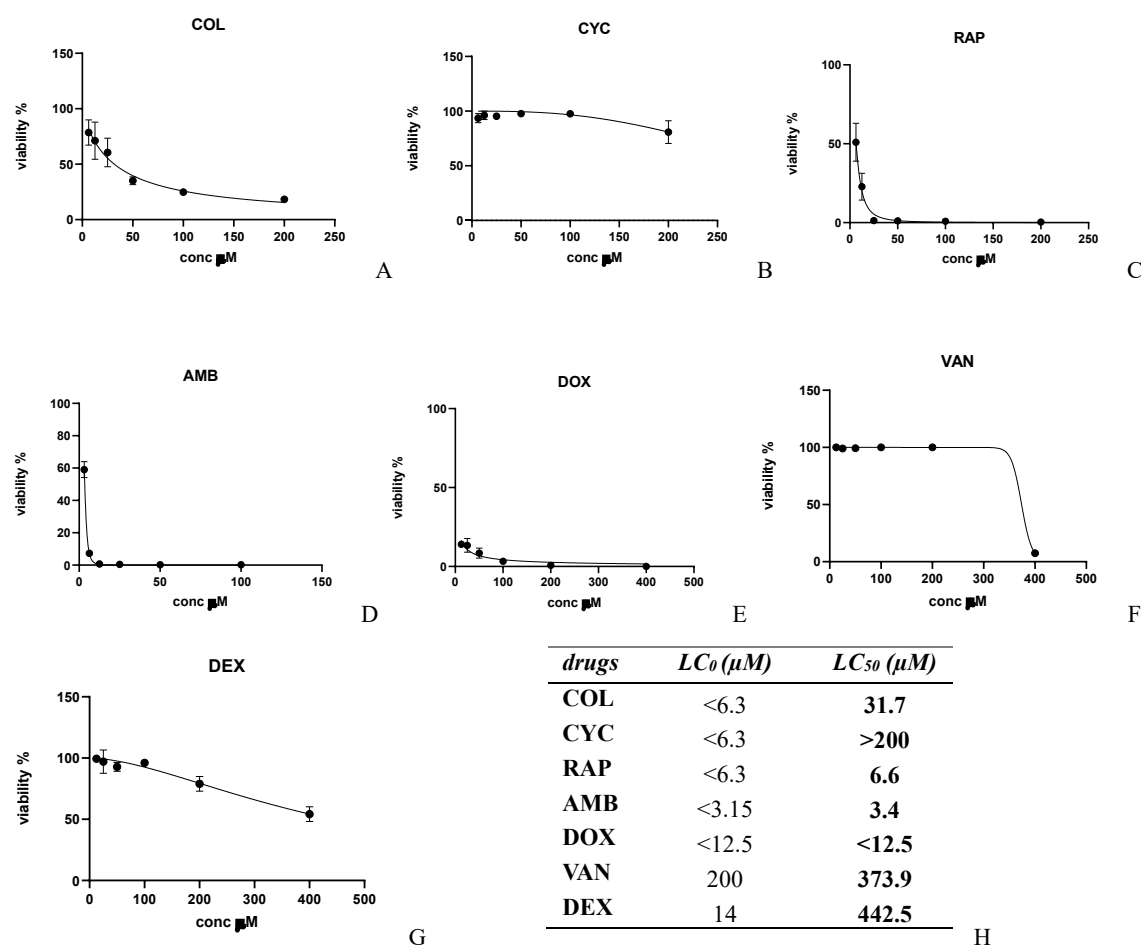 COL
150
100
50
0
viability %
0 50 100 150 200 250
conc µM
A
CYC
150
100
50
0
viability %
0 50 100 150 200 250
conc µM
B
RAP
100
50
0
viability %
0 50 100 150 200 250
conc µM
C
AMB
100
80
60
40
20
0
viability %
0 50 100 150
conc µM
D
DOX
100
50
0
viability %
0 100 200 300 400 500
conc µM
E
VAN
150
100
50
0
viability %
0 100 200 300 400 500
conc µM
F
DEX
150
100
50
0
viability %
0 100 200 300 400 500
conc µM
G
drugs LC0 (µM) LC50 (µM)
COL <6.3 31.7
CYC <6.3 >200
RAP <6.3 6.6
AMB <3.15 3.4
DOX <12.5 <12.5
VAN 200 373.9
DEX 14 442.5
H